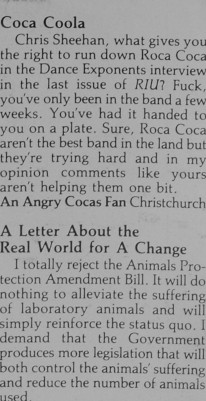 Coca Coola
Chris Sheehan, what gives you
the right to run down Roca Coca
in the Dance Exponents interview
in the last issue of RIU? Fuck,
you've only been in the band a few
weeks. You've had it handed to
you on a plate. Sure, Roca Coca
aren't the best band in the land but
they're trying hard and in my
opinion comments like yours
aren't helping them one bit.
An Angry Cocas Fan Christchurch
A Letter About the
Real World for A Change
I totally reject the Animals Pro-
tection Amendment Bill. It will do
nothing to alleviate the suffering
of laboratory animals and will
simply reinforce the status quo. I
demand that the Government
produces more legislation that will
both control the animals' suffering
and reduce the number of animals
used.